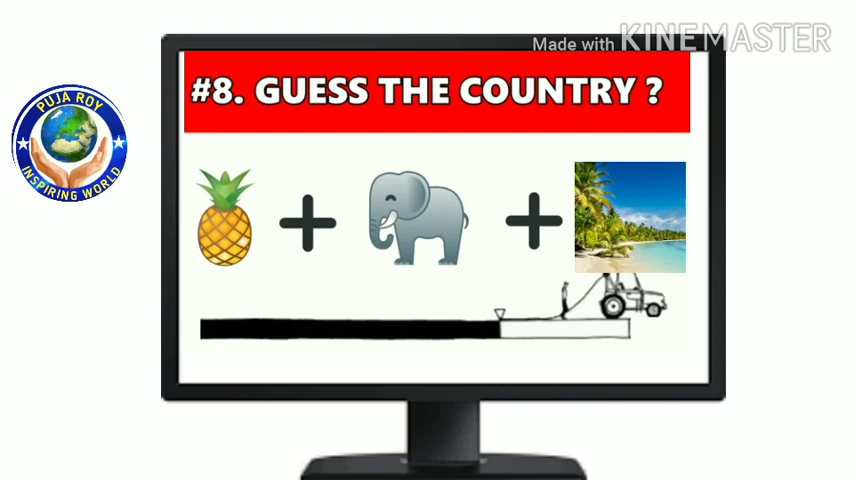 Made with KINEMASTER
#8. GUESS THE COUNTRY ?
PUJA ROY
INSPIRING WORLD